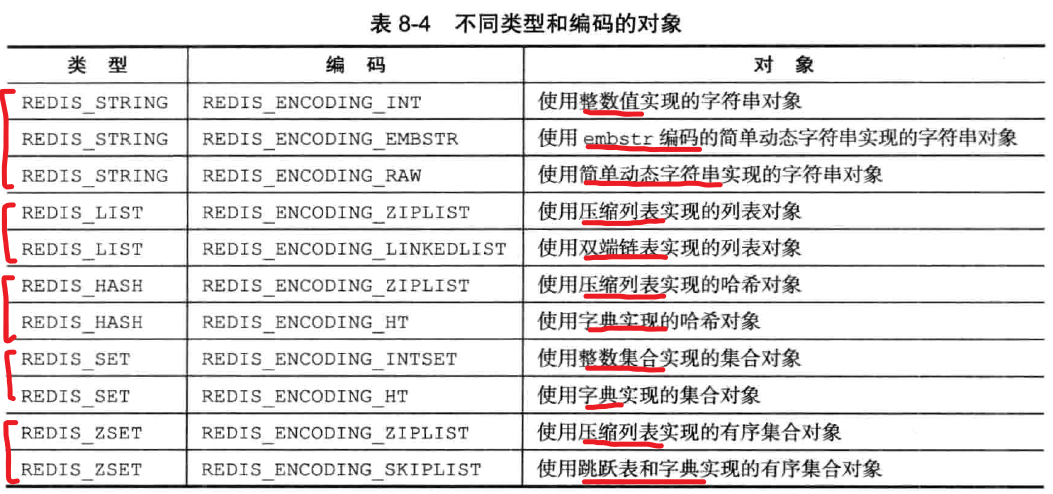 表 8-4 不同类型和编码的对象
类 型 编 码 对 象
REDIS_STRING REDIS_ENCODING_INT 使用整数值实现的字符串对象
REDIS_STRING REDIS_ENCODING_EMBSTR 使用 embstr 编码的简单动态字符串实现的字符串对象
REDIS_STRING REDIS_ENCODING_RAW 使用简单动态字符串实现的字符串对象
REDIS_LIST REDIS_ENCODING_ZIPLIST 使用压缩列表实现的列表对象
REDIS_LIST REDIS_ENCODING_LINKEDLIST 使用双端链表实现的列表对象
REDIS_HASH REDIS_ENCODING_ZIPLIST 使用压缩列表实现的哈希对象
REDIS_HASH REDIS_ENCODING_HT 使用字典实现的哈希对象
REDIS_SET REDIS_ENCODING_INTSET 使用整数集合实现的集合对象
REDIS_SET REDIS_ENCODING_HT 使用字典实现的集合对象
REDIS_ZSET REDIS_ENCODING_ZIPLIST 使用压缩列表实现的有序集合对象
REDIS_ZSET REDIS_ENCODING_SKIPLIST 使用跳跃表和字典实现的有序集合对象